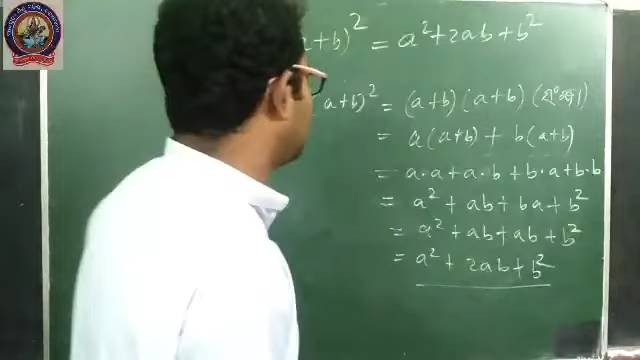 a+b)² = a² + 2ab + b²
a+b)² = (a+b) (a+b)
= a(a+b) + b(a+b)
= a.a + a.b + b.a + b.b
= a² + ab + ba + b²
= a² + ab + ab + b²
= a² + 2ab + b²